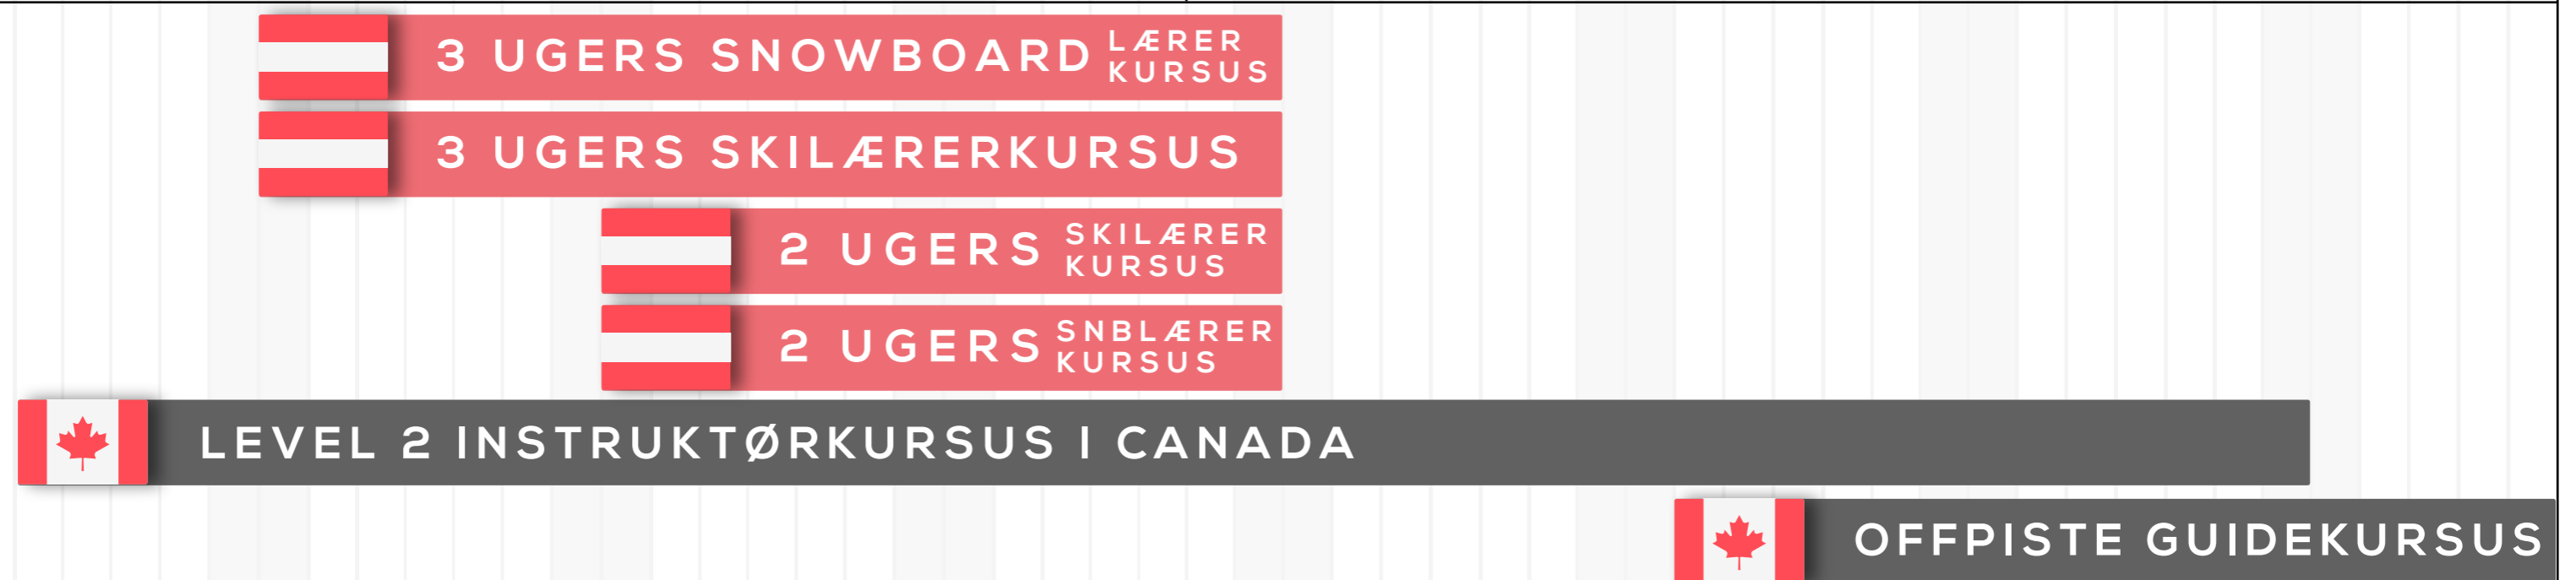 3 UGERS SNOWBOARD LÆRER
KURSUS
3 UGERS SKILÆRERKURSUS
2 UGERS SKILÆRER
KURSUS
2 UGERS SNBLÆRER
KURSUS
LEVEL 2 INSTRUKTØRKURSUS I CANADA
OFFPISTE GUIDEKURSUS